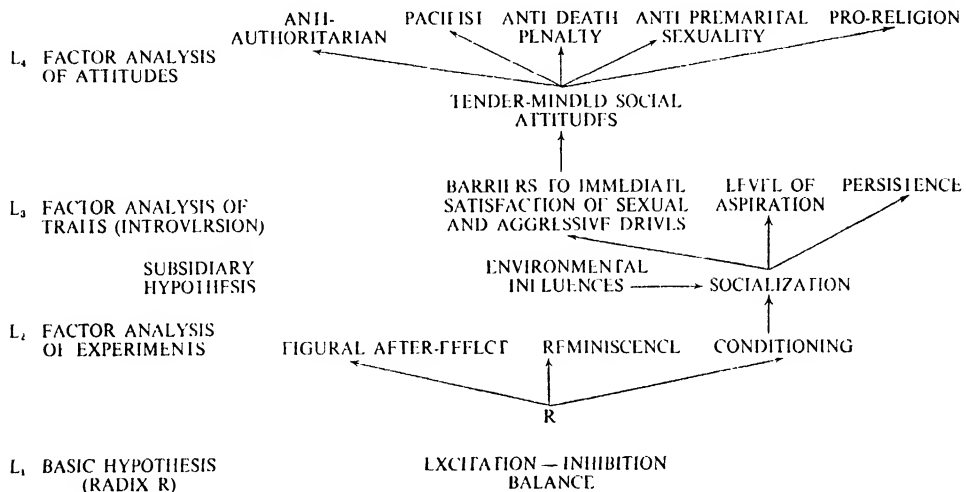 ANTI-
AUTHORITARIAN
PACIFIST
ANTI DEATH
PENALTY
ANTI PREMARITAL
SEXUALITY
PRO-RELIGION
L₄ FACTOR ANALYSIS
OF ATTITUDES
TENDER-MINDED SOCIAL
ATTITUDES
L₃ FACTOR ANALYSIS OF
TRAITS (INTROVERSION)
BARRIERS TO IMMEDIATE
SATISFACTION OF SEXUAL
AND AGGRESSIVE DRIVES
LEVEL OF
ASPIRATION
PERSISTENCE
SUBSIDIARY
HYPOTHESIS
ENVIRONMENTAL
INFLUENCES
SOCIALIZATION
L₂ FACTOR ANALYSIS
OF EXPERIMENTS
FIGURAL AFTER-EFFECT
REMINISCENCE
CONDITIONING
R
L₁ BASIC HYPOTHESIS
(RADIX R)
EXCITATION — INHIBITION
BALANCE